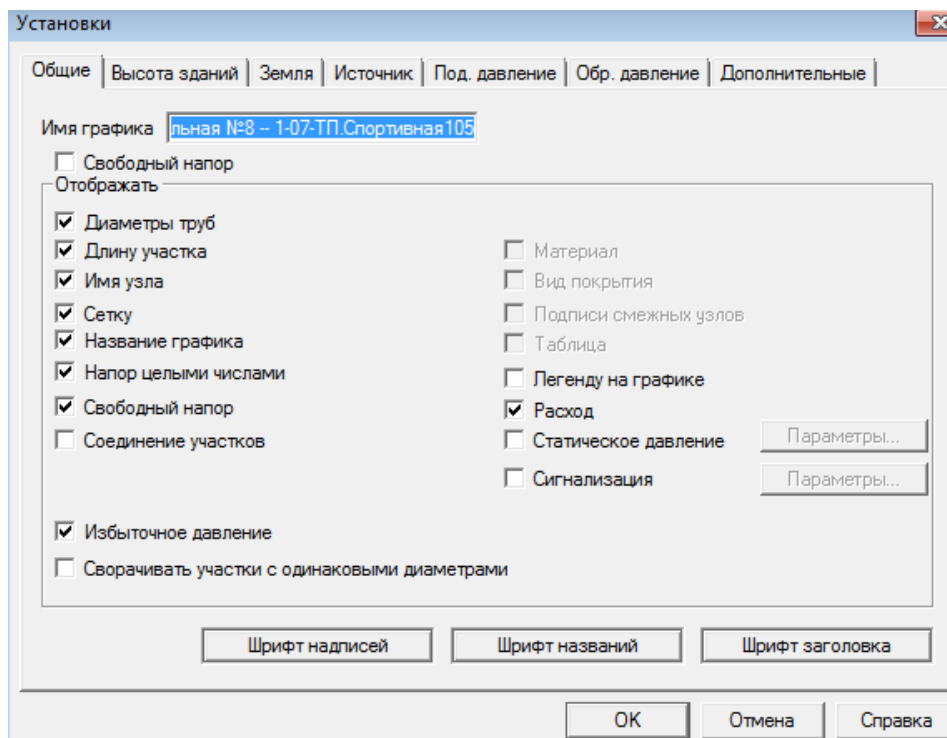 Установки
Общие Высота зданий Земля Источник Под. давление Обр. давление Дополнительные
Имя графика льная №8 -- 1-07-ТП.Спортивная105
Свободный напор
Отображать
Диаметры труб
Длину участка Материал
Имя узла Вид покрытия
Сетку Подписи смежных узлов
Название графика Таблица
Напор целыми числами Легенду на графике
Свободный напор Расход
Соединение участков Статическое давление Параметры...
Сигнализация Параметры...
Избыточное давление
Сворачивать участки с одинаковыми диаметрами
Шрифт надписей Шрифт названий Шрифт заголовка
OK Отмена Справка